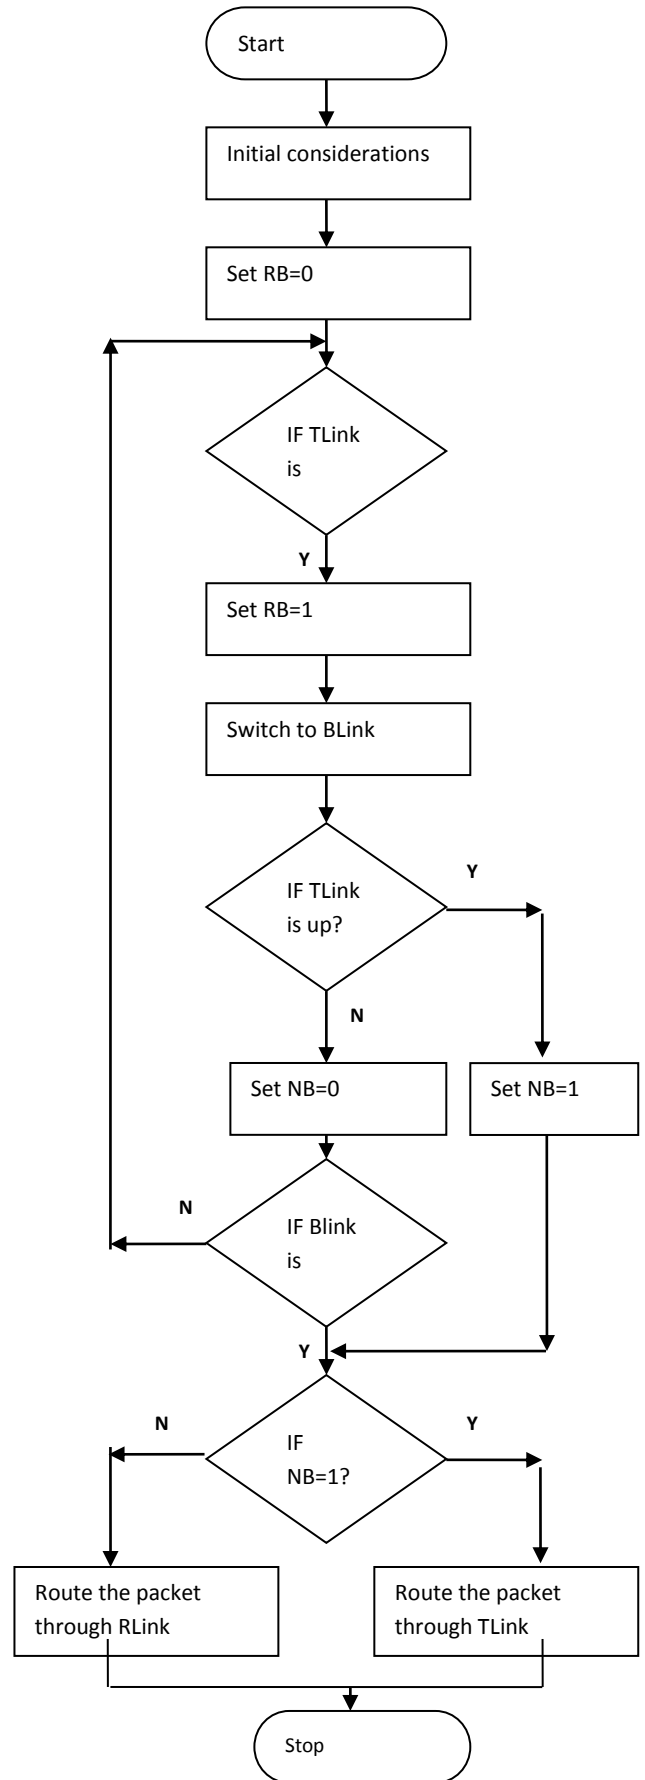 Start
Initial considerations
Set RB=0
IF TLink
is
Y
Set RB=1
Switch to BLink
IF TLink
is up?
Y
N
Set NB=0
Set NB=1
IF Blink
is
N
Y
IF
NB=1?
N
Y
Route the packet
through RLink
Route the packet
through TLink
Stop